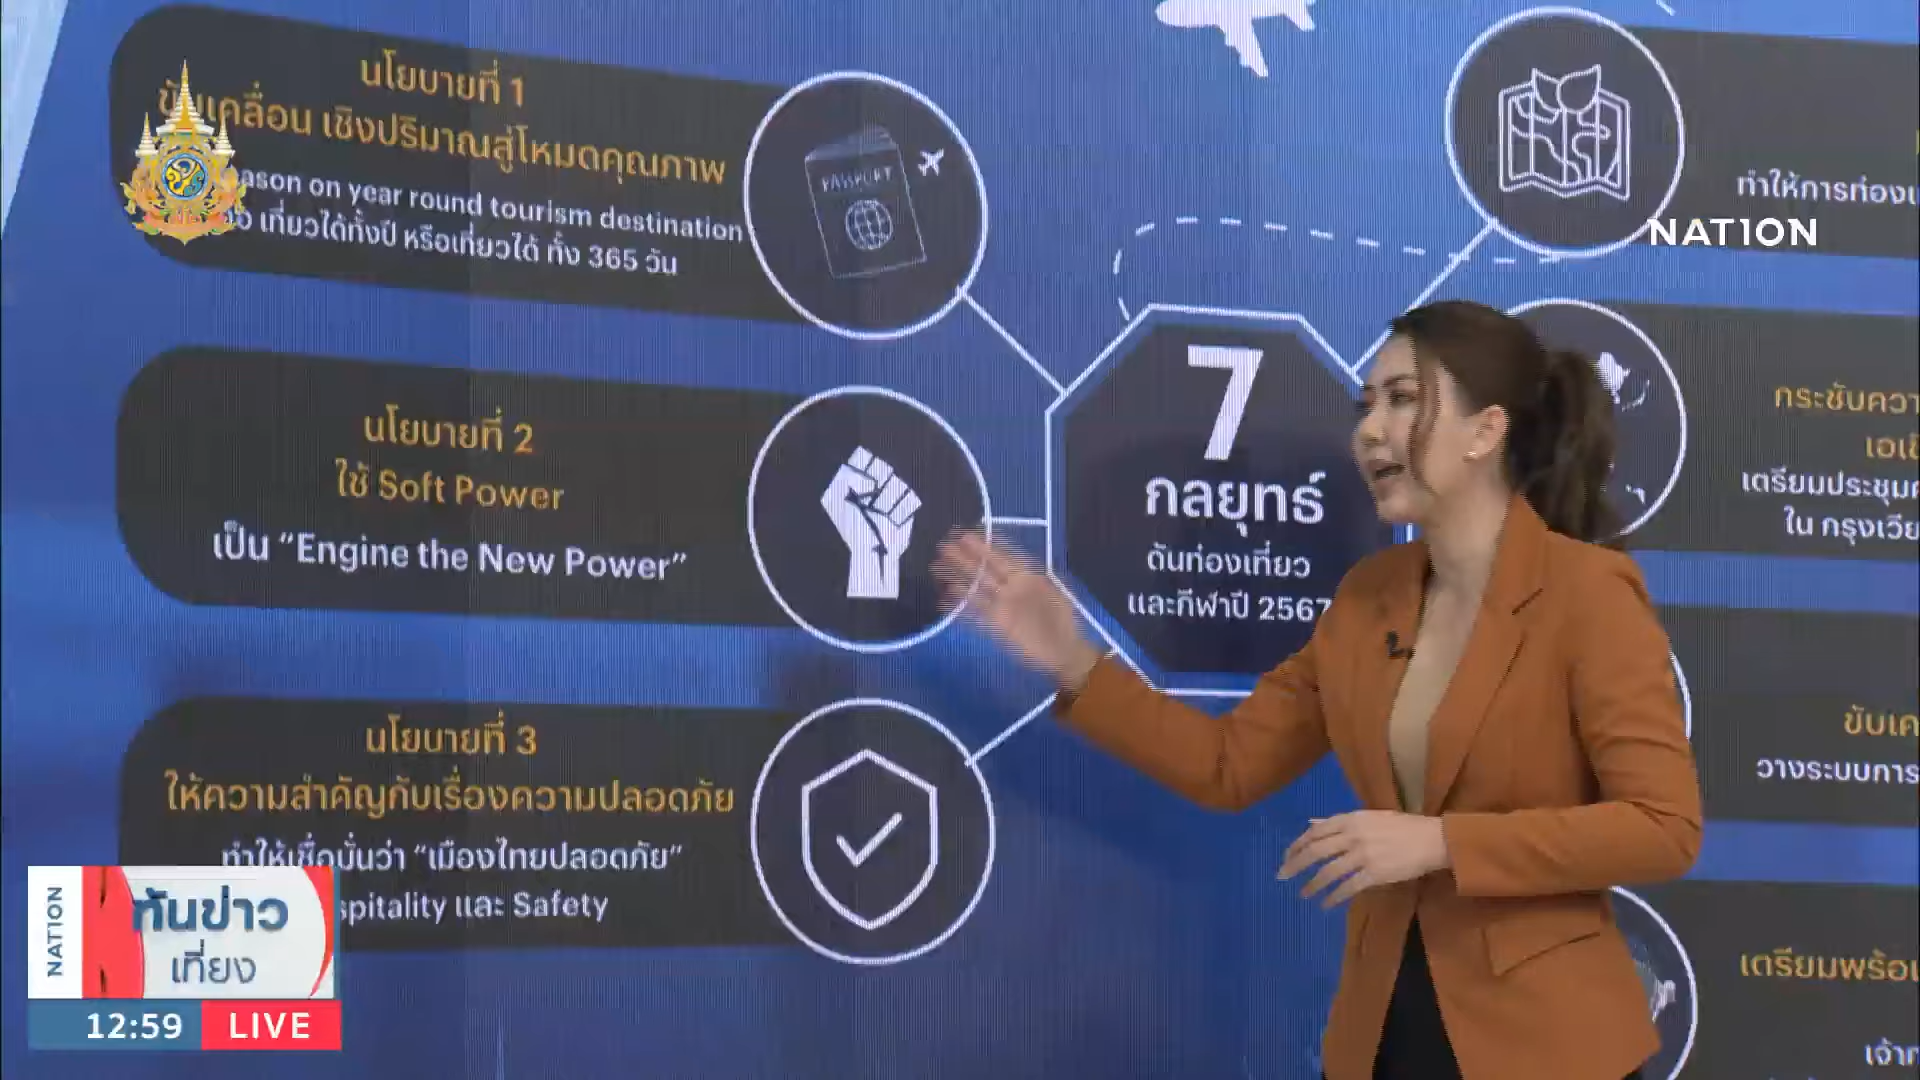 นโยบายที่ 1
ขับเคลื่อน เชิงปริมาณสู่โหมดคุณภาพ
ason on year round tourism destination
เที่ยวได้ทั้งปี หรือเที่ยวได้ ทั้ง 365 วัน
PASSPORT
นโยบายที่ 2
ใช้ Soft Power
เป็น “Engine the New Power”
นโยบายที่ 3
ให้ความสำคัญกับเรื่องความปลอดภัย
ทำให้เชื่อมั่นว่า “เมืองไทยปลอดภัย”
spitality และ Safety
7
กลยุทธ์
ดันท่องเที่ยว
และกีฬาปี 2567
ทำให้การท่องเ
NATION
กระชับควา
เอเชี
เตรียมประชุมค
ใน กรุงเวีย
ขับเค
วางระบบการ
เตรียมพร้อม
เจ้าภ
NATION
ทันข่าว
เที่ยง
12:59 LIVE